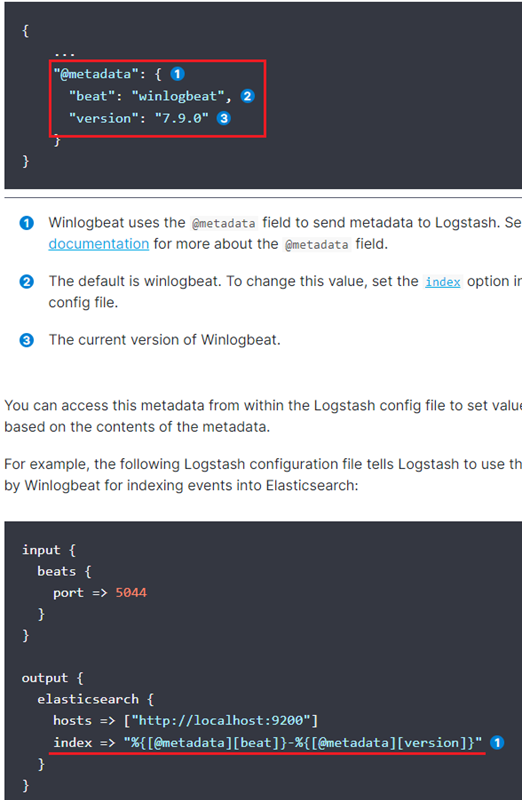 {
...
"@metadata": { 1
"beat": "winlogbeat", 2
"version": "7.9.0" 3
}
}
1 Winlogbeat uses the @metadata field to send metadata to Logstash. Se
documentation for more about the @metadata field.
2 The default is winlogbeat. To change this value, set the index option in
config file.
3 The current version of Winlogbeat.
You can access this metadata from within the Logstash config file to set value
based on the contents of the metadata.
For example, the following Logstash configuration file tells Logstash to use th
by Winlogbeat for indexing events into Elasticsearch:
input {
beats {
port => 5044
}
}
output {
elasticsearch {
hosts => ["http://localhost:9200"]
index => "%{[@metadata][beat]}-%{[@metadata][version]}" 1
}
}